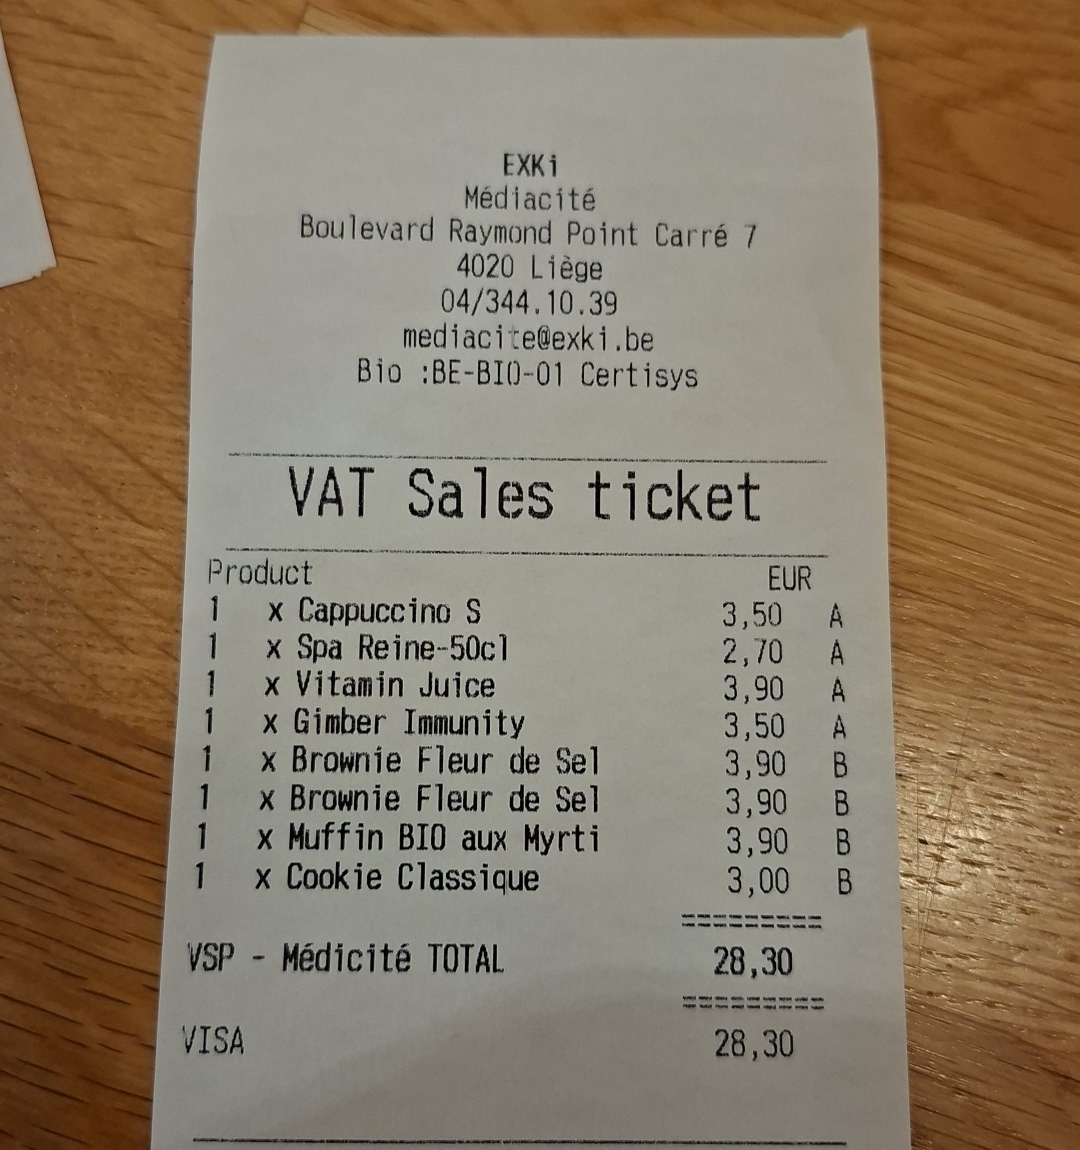 EXKi
Médiacité
Boulevard Raymond Point Carré 7
4020 Liège
04/344.10.39
mediacite@exki.be
Bio :BE-BIO-01 Certisys
VAT Sales ticket
Product EUR
1 x Cappuccino S 3,50 A
1 x Spa Reine-50cl 2,70 A
1 x Vitamin Juice 3,90 A
1 x Gimber Immunity 3,50 A
1 x Brownie Fleur de Sel 3,90 B
1 x Brownie Fleur de Sel 3,90 B
1 x Muffin BIO aux Myrti 3,90 B
1 x Cookie Classique 3,00 B
=========
VSP - Médicité TOTAL 28,30
=========
VISA 28,30